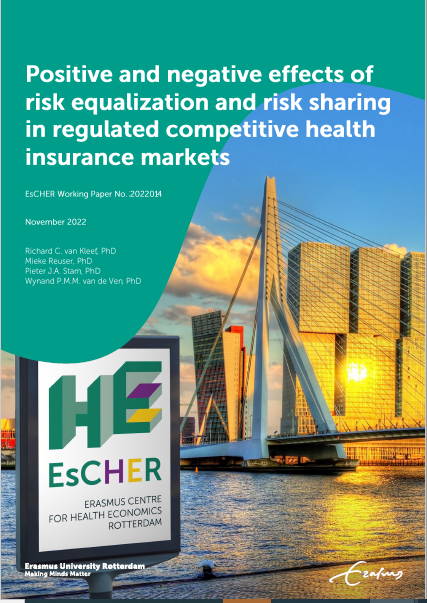 Positive and negative effects of
risk equalization and risk sharing
in regulated competitive health
insurance markets
EsCHER Working Paper No. 2022014
November 2022
Richard C. van Kleef, PhD
Mieke Reuser, PhD
Pieter J.A. Stam, PhD
Wynand P.M.M. van de Ven, PhD
HE
EsCHER
ERASMUS CENTRE
FOR HEALTH ECONOMICS
ROTTERDAM
Erasmus University Rotterdam
Making Minds Matter
Erasmus